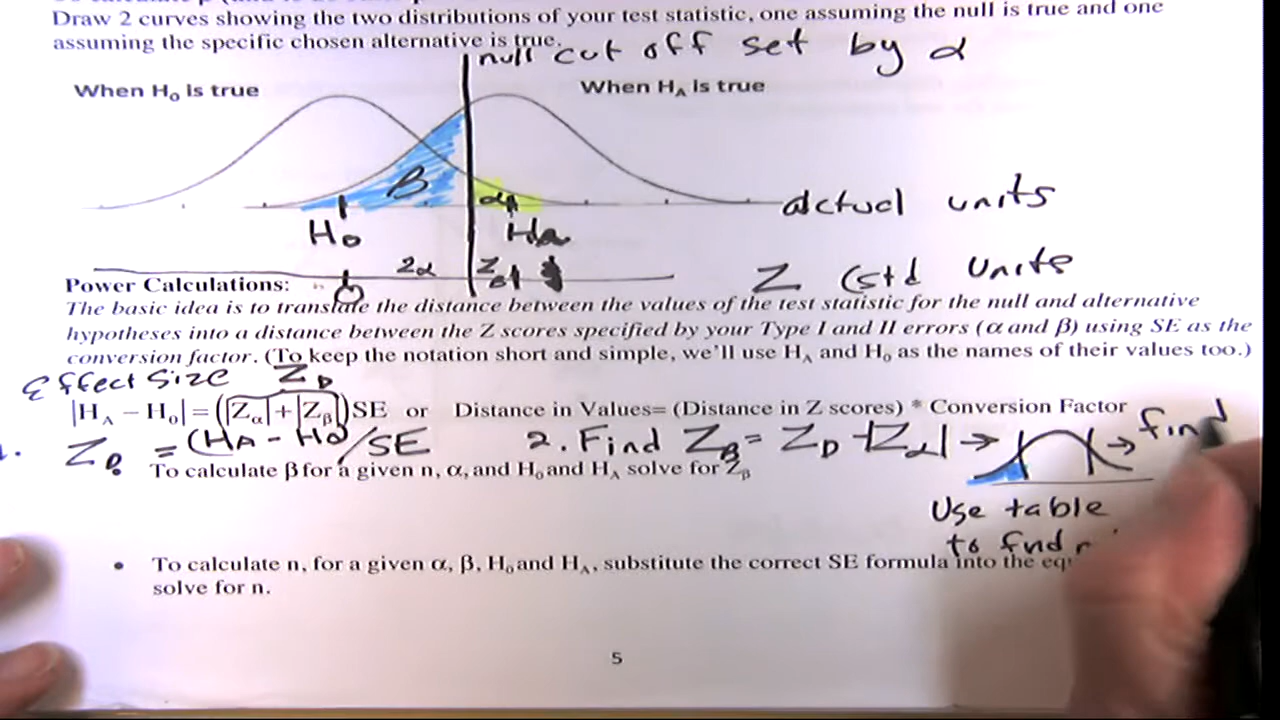 Draw 2 curves showing the two distributions of your test statistic, one assuming the null is true and one
assuming the specific chosen alternative is true.
null cut off set by α
When H₀ is true
When Hₐ is true
β
α
actual units
H₀
Hₐ
Zα
Zβ
Z (std units
Power Calculations:
0
The basic idea is to translate the distance between the values of the test statistic for the null and alternative
hypotheses into a distance between the Z scores specified by your Type I and II errors (α and β) using SE as the
conversion factor. (To keep the notation short and simple, we'll use Hₐ and H₀ as the names of their values too.)
Effect Size Z_D
|Hₐ – H₀| = (|Zα| + |Zβ|)SE or Distance in Values= (Distance in Z scores) * Conversion Factor
1. Z_D = (HA - H0)/SE
2. Find Zβ = Z_D - |Zα| → → find
To calculate β for a given n, α, and H₀ and Hₐ solve for Zβ
Use table
to find
• To calculate n, for a given α, β, H₀ and Hₐ, substitute the correct SE formula into the
solve for n.
5